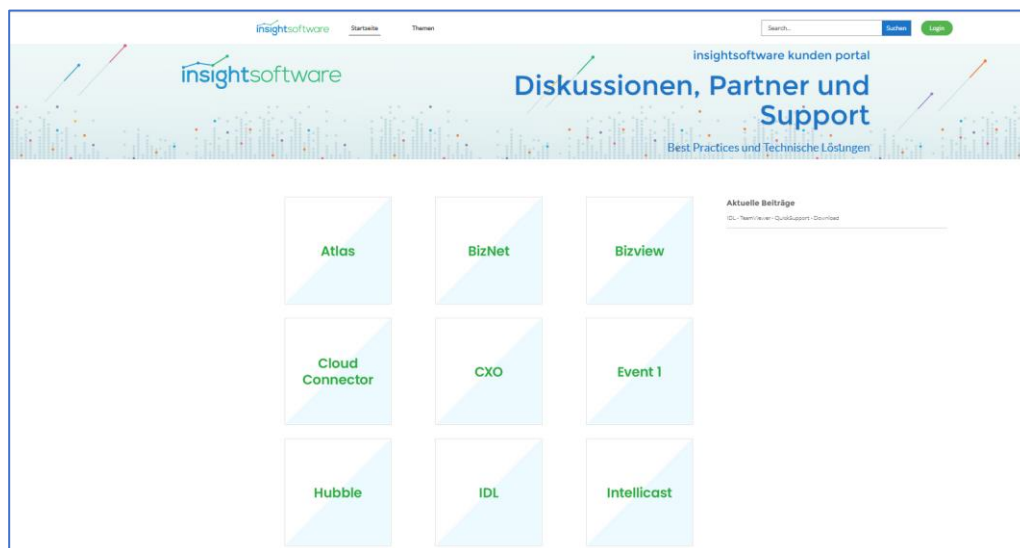 insightsoftware Startseite Themen Search... Suchen Login
insightsoftware
insightsoftware kunden portal
Diskussionen, Partner und
Support
Best Practices und Technische Löstungen
Atlas
BizNet
Bizview
Aktuelle Beiträge
IDL - TeamViewer - QuickSupport - Download
Cloud
Connector
CXO
Event 1
Hubble
IDL
Intellicast